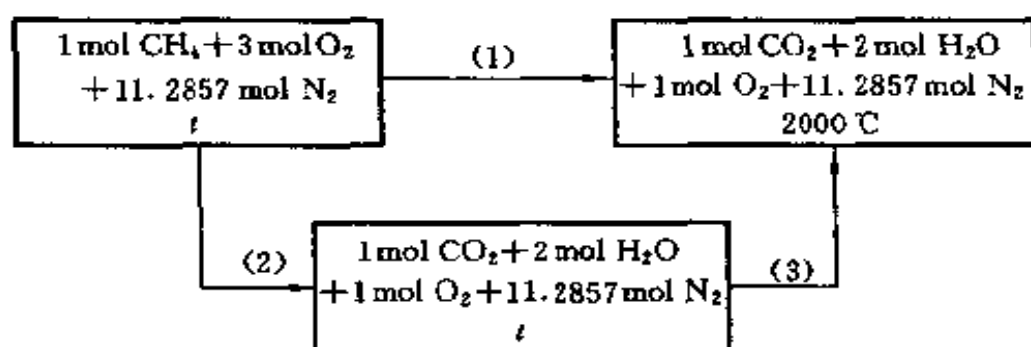 1 mol CH₄+3 mol O₂
+11.2857 mol N₂
t
(1)
1 mol CO₂+2 mol H₂O
+1 mol O₂+11.2857 mol N₂
2000 ℃
(2)
1 mol CO₂+2 mol H₂O
+1 mol O₂+11.2857 mol N₂
t
(3)